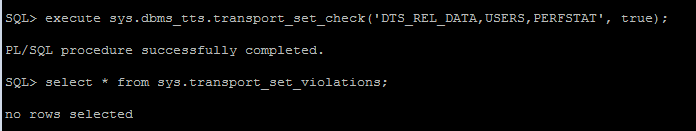 SQL> execute sys.dbms_tts.transport_set_check('DTS_REL_DATA,USERS,PERFSTAT', true);
PL/SQL procedure successfully completed.
SQL> select * from sys.transport_set_violations;
no rows selected